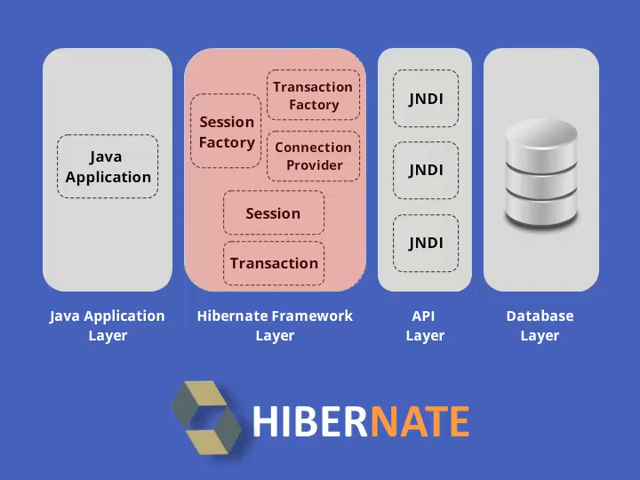 Java
Application
Session
Factory
Transaction
Factory
Connection
Provider
Session
Transaction
JNDI
JNDI
JNDI
Java Application
Layer
Hibernate Framework
Layer
API
Layer
Database
Layer
HIBERNATE